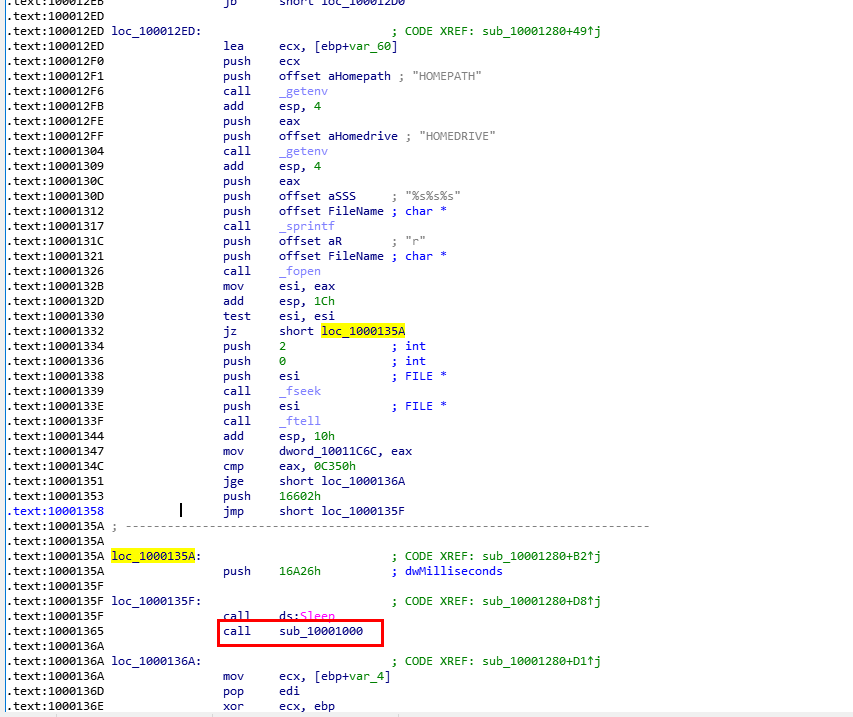 .text:100012EB                 jb      short loc_100012D0
.text:100012ED
.text:100012ED loc_100012ED:                           ; CODE XREF: sub_10001280+49↑j
.text:100012ED                 lea     ecx, [ebp+var_60]
.text:100012F0                 push    ecx
.text:100012F1                 push    offset aHomepath ; "HOMEPATH"
.text:100012F6                 call    _getenv
.text:100012FB                 add     esp, 4
.text:100012FE                 push    eax
.text:100012FF                 push    offset aHomedrive ; "HOMEDRIVE"
.text:10001304                 call    _getenv
.text:10001309                 add     esp, 4
.text:1000130C                 push    eax
.text:1000130D                 push    offset aSSS     ; "%s%s%s"
.text:10001312                 push    offset FileName ; char *
.text:10001317                 call    _sprintf
.text:1000131C                 push    offset aR       ; "r"
.text:10001321                 push    offset FileName ; char *
.text:10001326                 call    _fopen
.text:1000132B                 mov     esi, eax
.text:1000132D                 add     esp, 1Ch
.text:10001330                 test    esi, esi
.text:10001332                 jz      short loc_1000135A
.text:10001334                 push    2               ; int
.text:10001336                 push    0               ; int
.text:10001338                 push    esi             ; FILE *
.text:10001339                 call    _fseek
.text:1000133E                 push    esi             ; FILE *
.text:1000133F                 call    _ftell
.text:10001344                 add     esp, 10h
.text:10001347                 mov     dword_10011C6C, eax
.text:1000134C                 cmp     eax, 0C350h
.text:10001351                 jge     short loc_1000136A
.text:10001353                 push    16602h
.text:10001358                 jmp     short loc_1000135F
.text:1000135A ; ---------------------------------------------------------------------------
.text:1000135A
.text:1000135A loc_1000135A:                           ; CODE XREF: sub_10001280+B2↑j
.text:1000135A                 push    16A26h          ; dwMilliseconds
.text:1000135F
.text:1000135F loc_1000135F:                           ; CODE XREF: sub_10001280+D8↑j
.text:1000135F                 call    ds:Sleep
.text:10001365                 call    sub_10001000
.text:1000136A
.text:1000136A loc_1000136A:                           ; CODE XREF: sub_10001280+D1↑j
.text:1000136A                 mov     ecx, [ebp+var_4]
.text:1000136D                 pop     edi
.text:1000136E                 xor     ecx, ebp